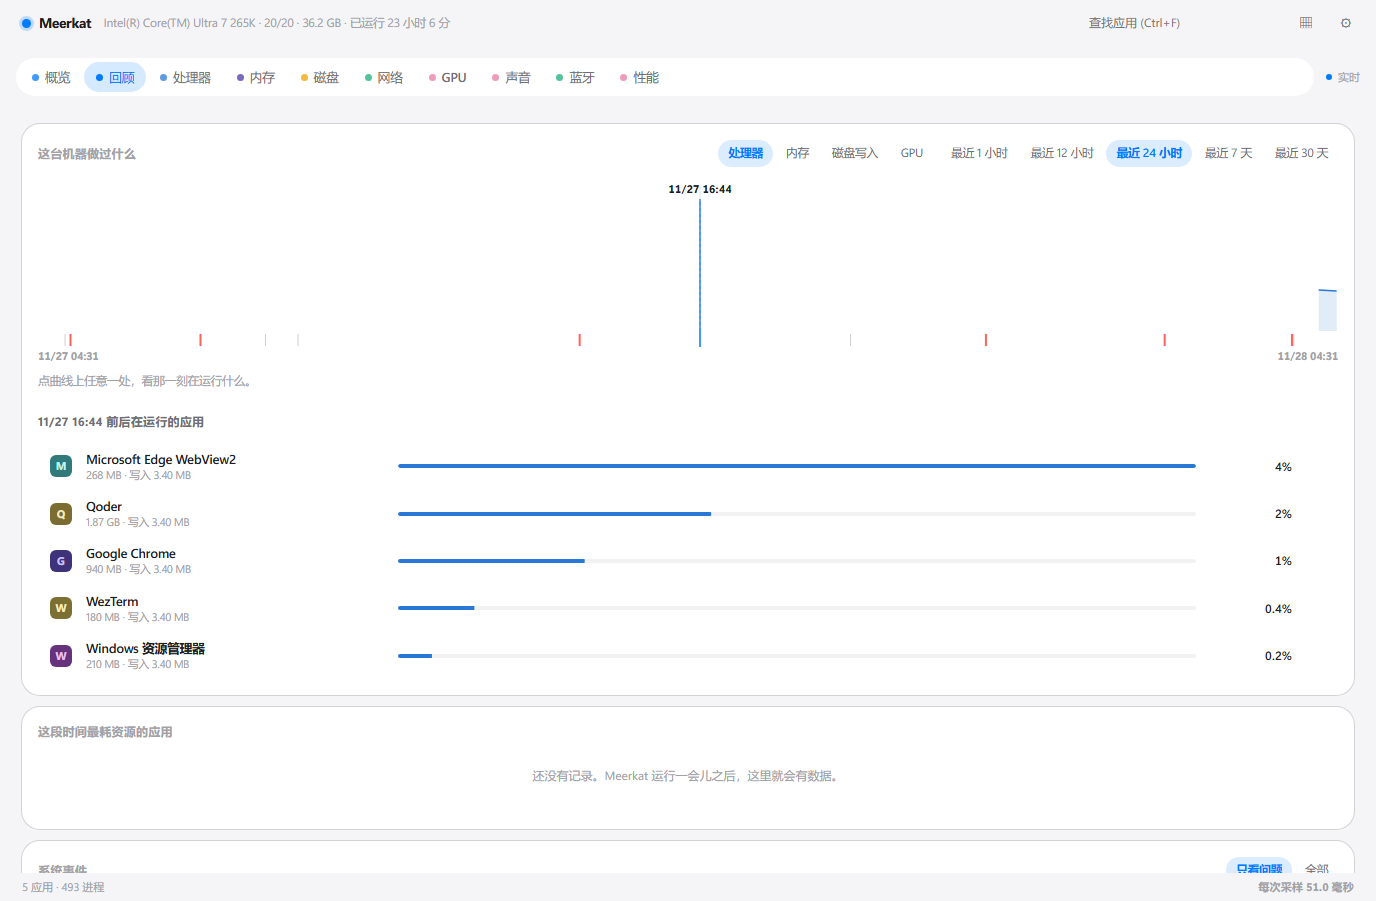 Meerkat Intel(R) Core(TM) Ultra 7 265K · 20/20 · 36.2 GB · 已运行 23 小时 6 分 查找应用 (Ctrl+F)
概览 回顾 处理器 内存 磁盘 网络 GPU 声音 蓝牙 性能 实时
这台机器做过什么 处理器 内存 磁盘写入 GPU 最近 1 小时 最近 12 小时 最近 24 小时 最近 7 天 最近 30 天
11/27 16:44
11/27 04:31 11/28 04:31
点曲线上任意一处，看那一刻在运行什么。
11/27 16:44 前后在运行的应用
M Microsoft Edge WebView2 4%
268 MB · 写入 3.40 MB
Q Qoder 2%
1.87 GB · 写入 3.40 MB
G Google Chrome 1%
940 MB · 写入 3.40 MB
W WezTerm 0.4%
180 MB · 写入 3.40 MB
W Windows 资源管理器 0.2%
210 MB · 写入 3.40 MB
这段时间最耗资源的应用
还没有记录。Meerkat 运行一会儿之后，这里就会有数据。
系统事件 只看问题 全部
5 应用 · 493 进程 每次采样 51.0 毫秒